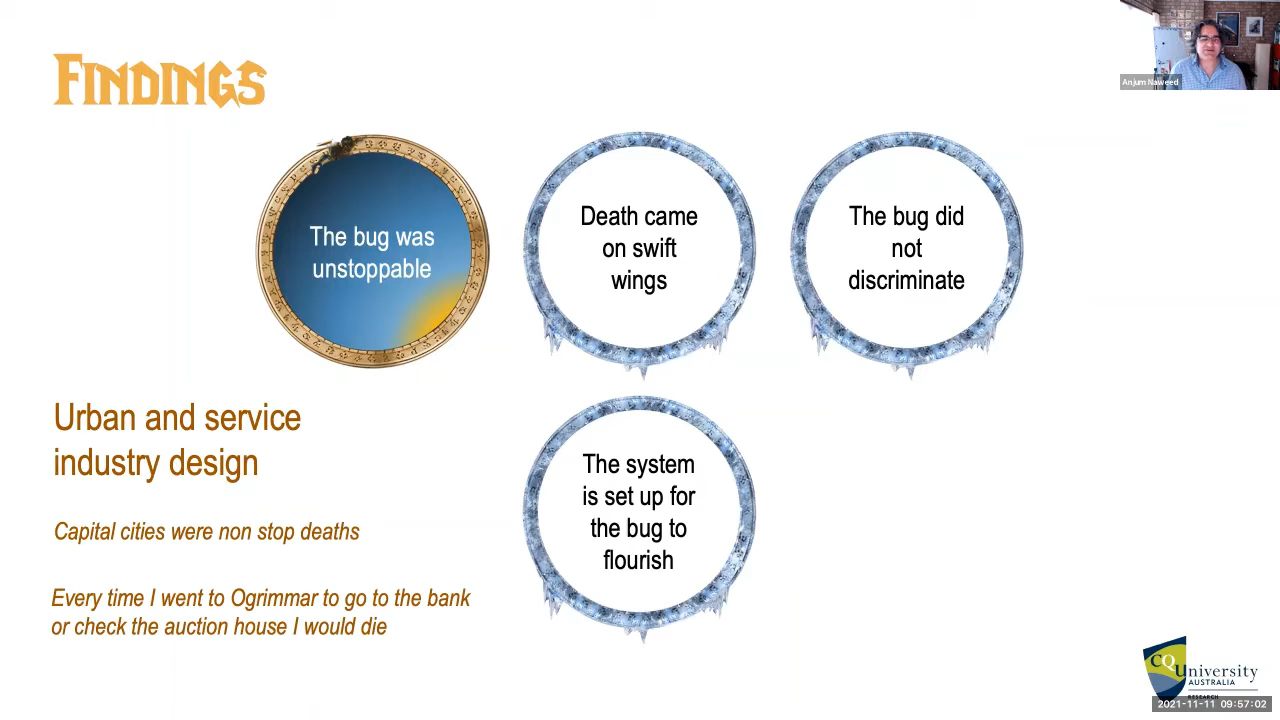 FINDINGS
Anjum Naweed
The bug was
unstoppable
Death came
on swift
wings
The bug did
not
discriminate
Urban and service
industry design
Capital cities were non stop deaths
Every time I went to Ogrimmar to go to the bank
or check the auction house I would die
The system
is set up for
the bug to
flourish
CQUniversity
AUSTRALIA
RESEARCH
2021-11-11 09:57:02